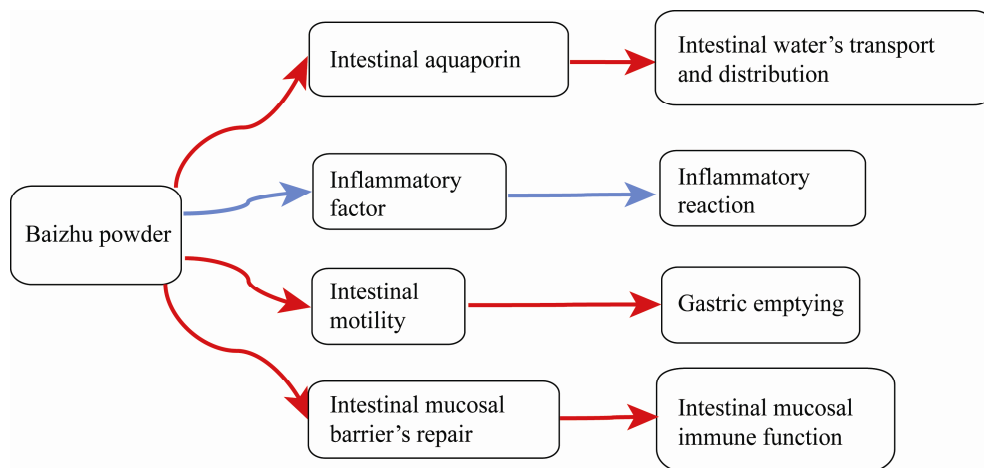 Intestinal aquaporin
Intestinal water's transport
and distribution
Inflammatory
factor
Inflammatory
reaction
Baizhu powder
Intestinal
motility
Gastric emptying
Intestinal mucosal
barrier's repair
Intestinal mucosal
immune function